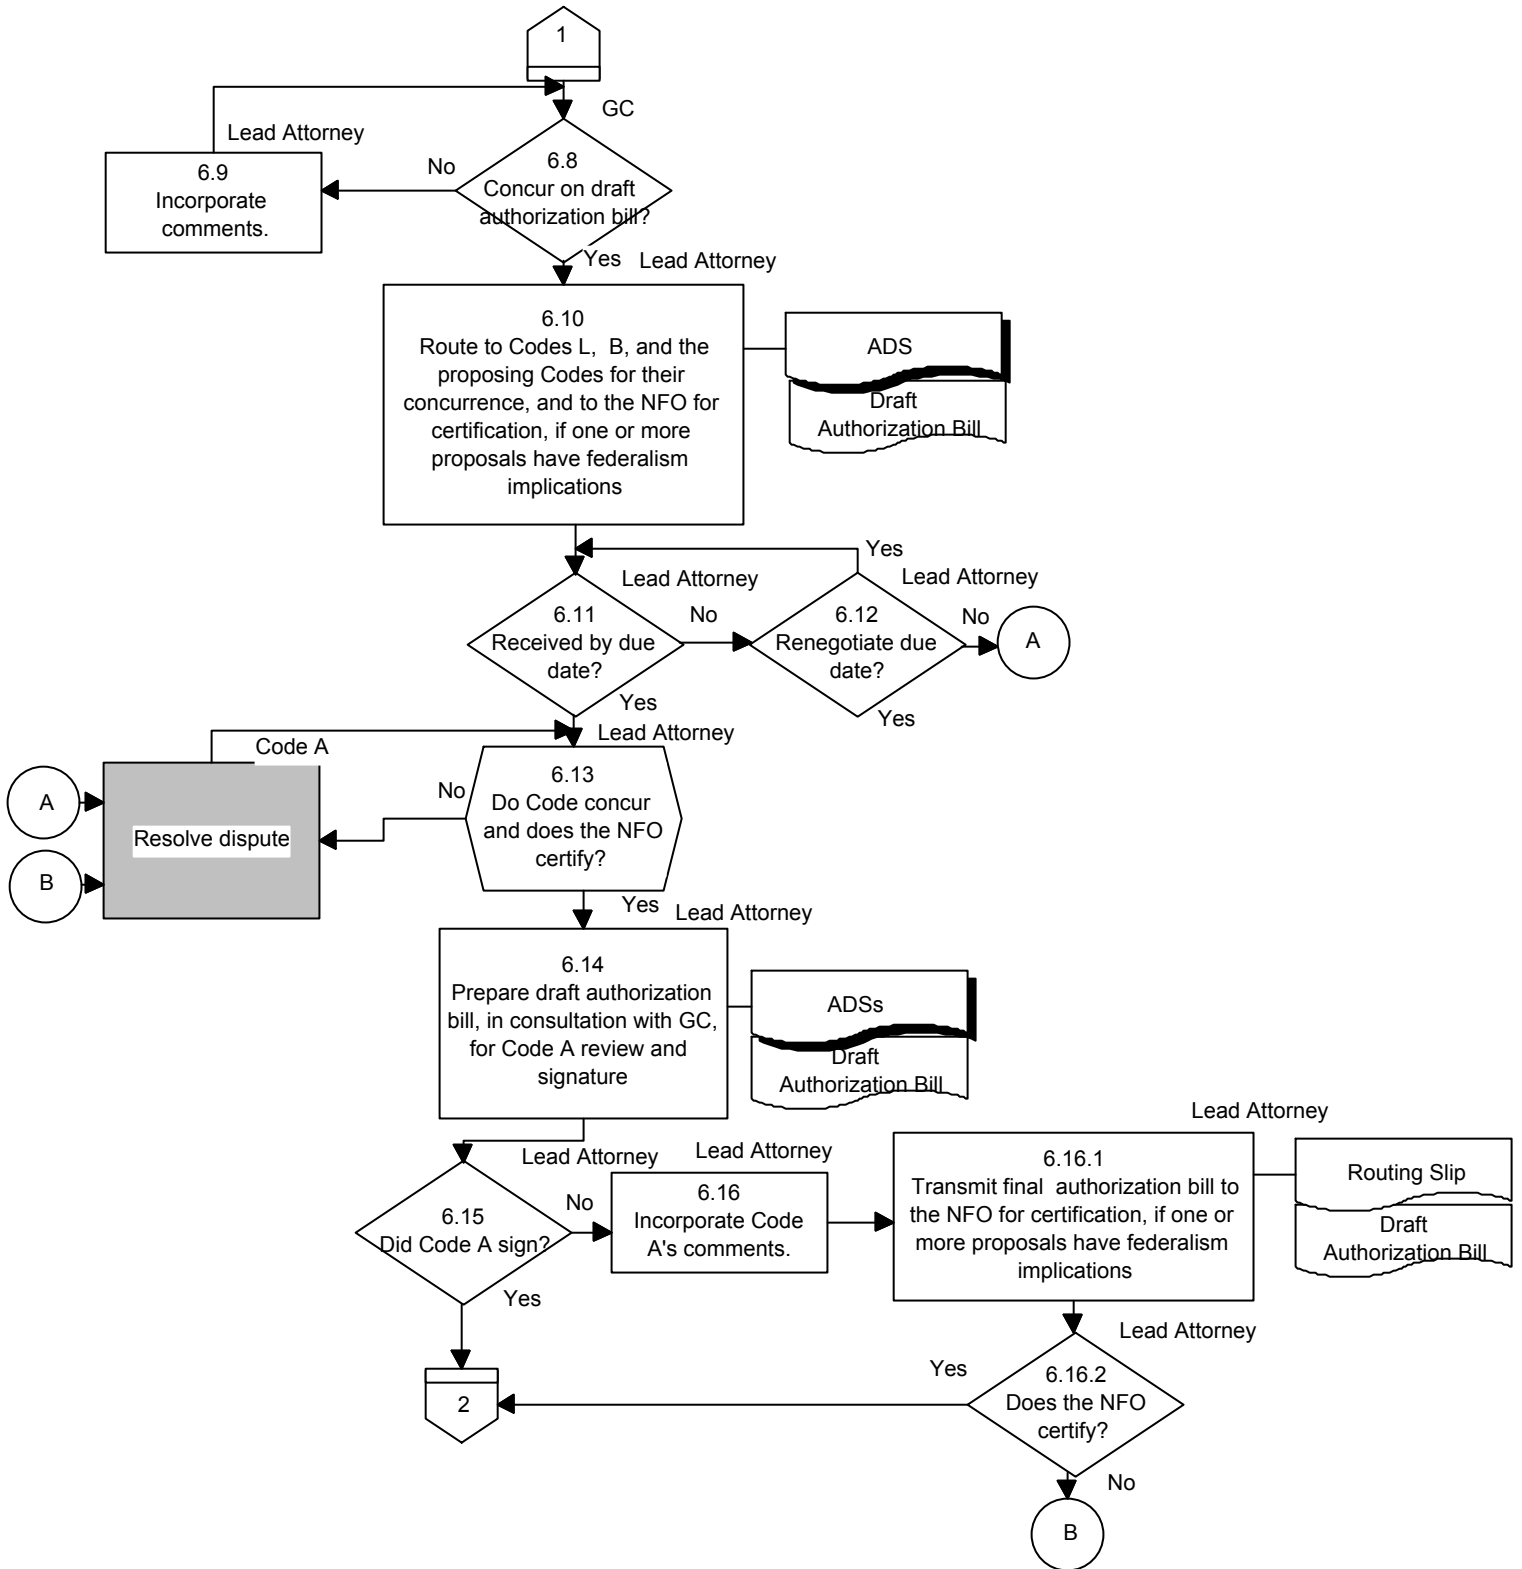 1
GC
Lead Attorney
6.9
Incorporate
comments.
No
6.8
Concur on draft
authorization bill?
Yes
Lead Attorney
6.10
Route to Codes L, B, and the
proposing Codes for their
concurrence, and to the NFO for
certification, if one or more
proposals have federalism
implications
ADS
Draft
Authorization Bill
Yes
Lead Attorney
Lead Attorney
6.11
Received by due
date?
No
6.12
Renegotiate due
date?
No
A
Yes
Yes
Lead Attorney
Code A
A
B
Resolve dispute
No
6.13
Do Code concur
and does the NFO
certify?
Yes
Lead Attorney
6.14
Prepare draft authorization
bill, in consultation with GC,
for Code A review and
signature
ADSs
Draft
Authorization Bill
Lead Attorney
6.15
Did Code A sign?
No
Lead Attorney
6.16
Incorporate Code
A's comments.
Lead Attorney
6.16.1
Transmit final authorization bill to
the NFO for certification, if one or
more proposals have federalism
implications
Routing Slip
Draft
Authorization Bill
Yes
2
Lead Attorney
Yes
6.16.2
Does the NFO
certify?
No
B